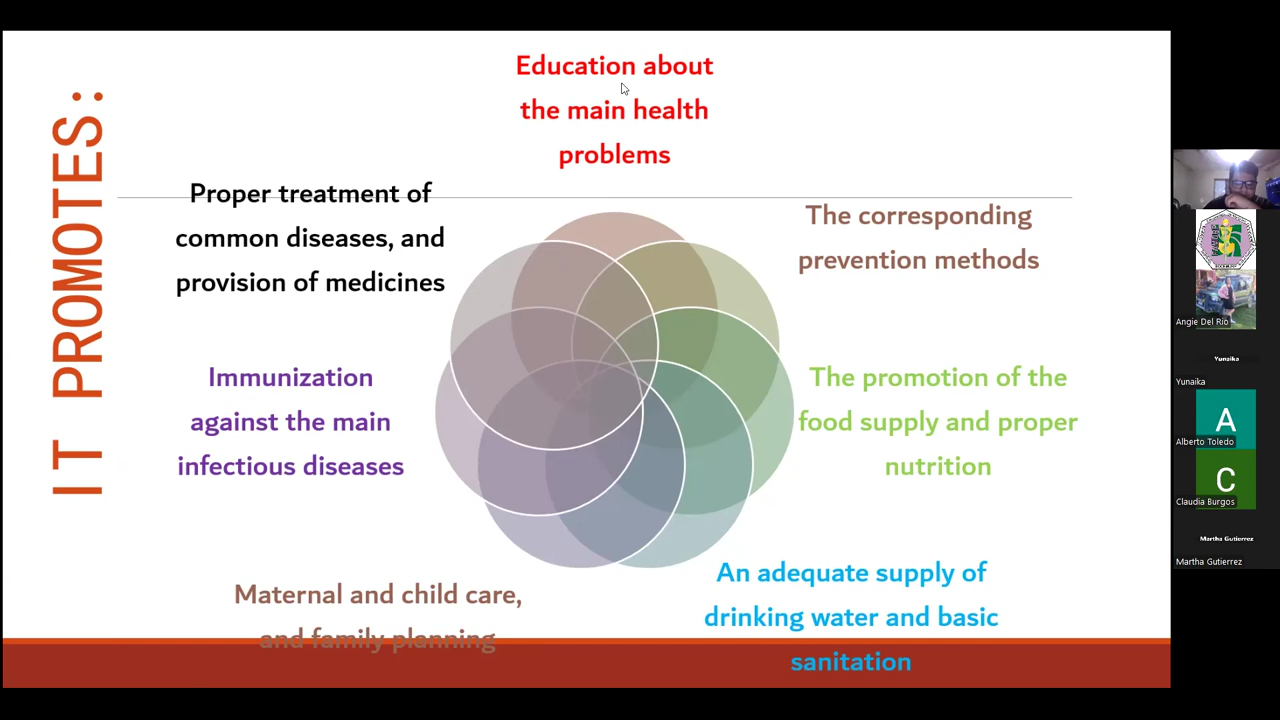 IT PROMOTES:
Education about
the main health
problems
Proper treatment of
common diseases, and
provision of medicines
The corresponding
prevention methods
Immunization
against the main
infectious diseases
The promotion of the
food supply and proper
nutrition
Maternal and child care,
and family planning
An adequate supply of
drinking water and basic
sanitation
Angie Del Rio
Yunaika
Yunaika
A
Alberto Toledo
C
Claudia Burgos
Martha Gutierrez
Martha Gutierrez